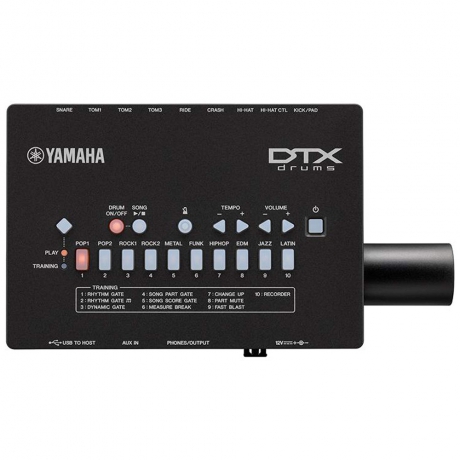 SNARE TOM1 TOM2 TOM3 RIDE CRASH HI-HAT HI-HAT CTL KICK/PAD
YAMAHA
DTX
drums
DRUM SONG TEMPO VOLUME
ON/OFF ▶/■ - + - +
PLAY
TRAINING
POP1 POP2 ROCK1 ROCK2 METAL FUNK HIPHOP EDM JAZZ LATIN
1 2 3 4 5 6 7 8 9 10
TRAINING
1 : RHYTHM GATE 4 : SONG PART GATE 7 : CHANGE UP 10 : RECORDER
2 : RHYTHM GATE 5 : SONG SCORE GATE 8 : PART MUTE
3 : DYNAMIC GATE 6 : MEASURE BREAK 9 : FAST BLAST
USB TO HOST AUX IN PHONES/OUTPUT 12V